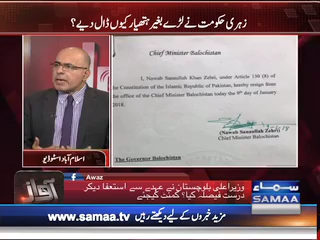 زہری حکومت نے لڑے بغیر ہتھیار کیوں ڈال دیے؟
Chief Minister Balochistan
I, Nawab Sanaullah Khan Zehri, under Article 130 (8) of
the Constitution of the Islamic Republic of Pakistan, hereby resign from
the office of the Chief Minister Balochistan today the 9th day of January
2018.
(Nawab Sanaullah Zehri)
Chief Minister Balochistan
The Governor Balochistan
اسلام آباد اسٹوڈیو
Awaz
آواز
وزیراعلیٰ بلوچستان نے عہدے سے استعفا دیکر
درست فیصلہ کیا؟ کمنٹ کیجئے
سماء
SAMAA
www.samaa.tv مزید خبروں کے لیے دیکھتے رہیں